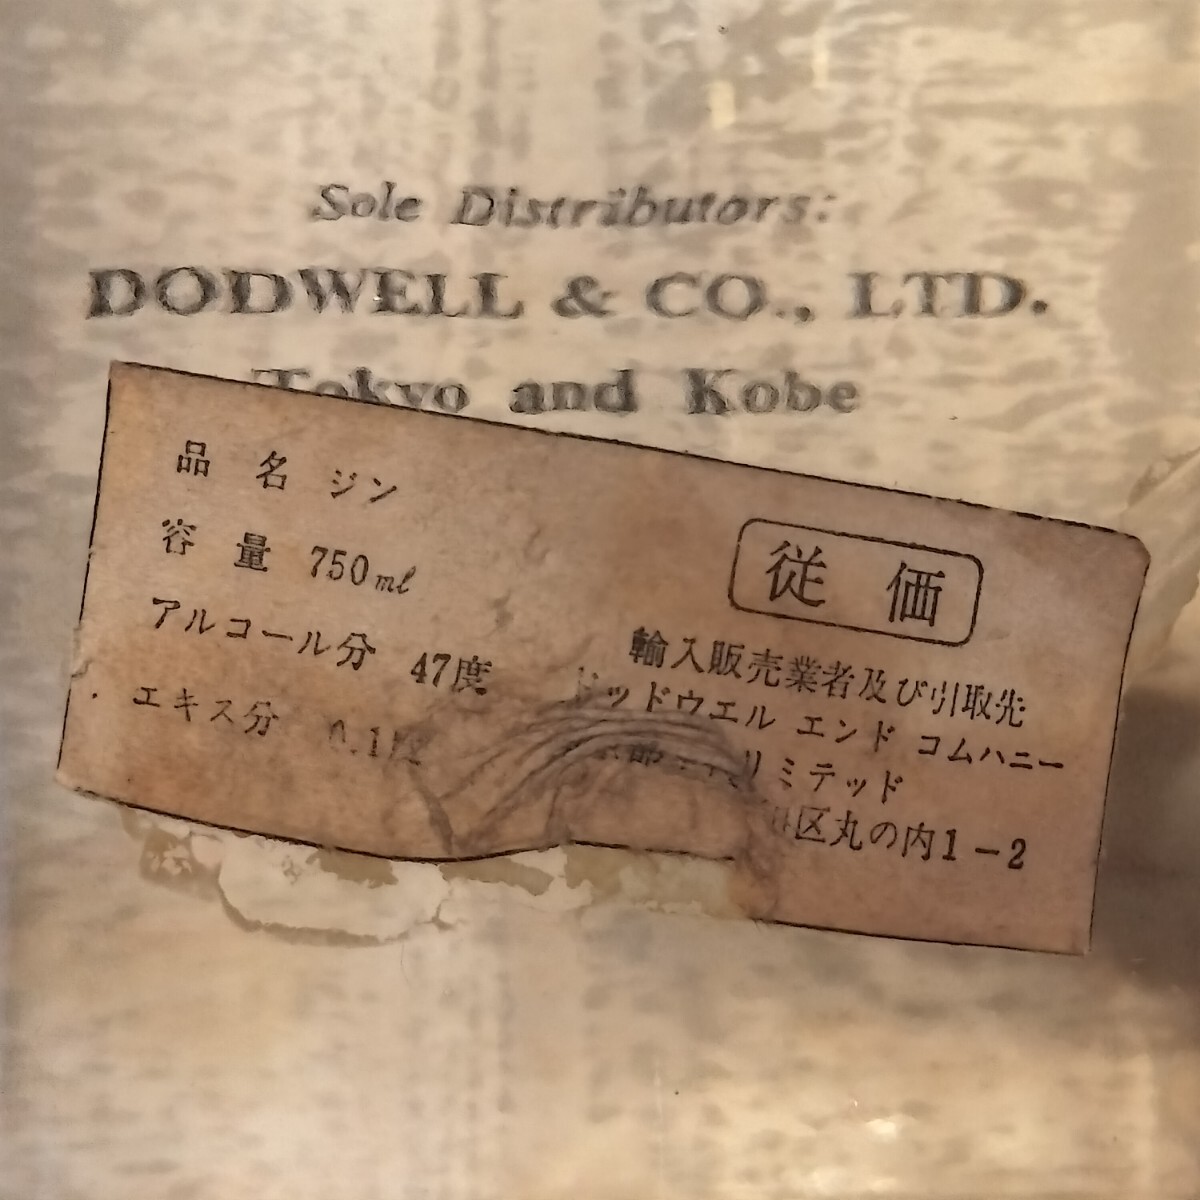 Sole Distributors:
DODWELL & CO., LTD.
Tokyo and Kobe
品名 ジン
容量 750ml
アルコール分 47度
エキス分 0.1度
従価
輸入販売業者及び引取先
ドッドウエル エンド コムハニー
リミテッド
区丸の内1-2